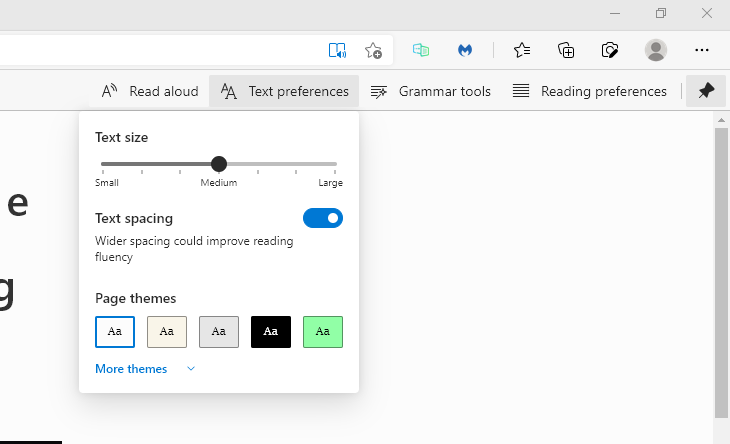 Read aloud Text preferences Grammar tools Reading preferences
Text size
Small Medium Large
e
Text spacing
Wider spacing could improve reading
fluency
g
Page themes
Aa Aa Aa Aa Aa
More themes